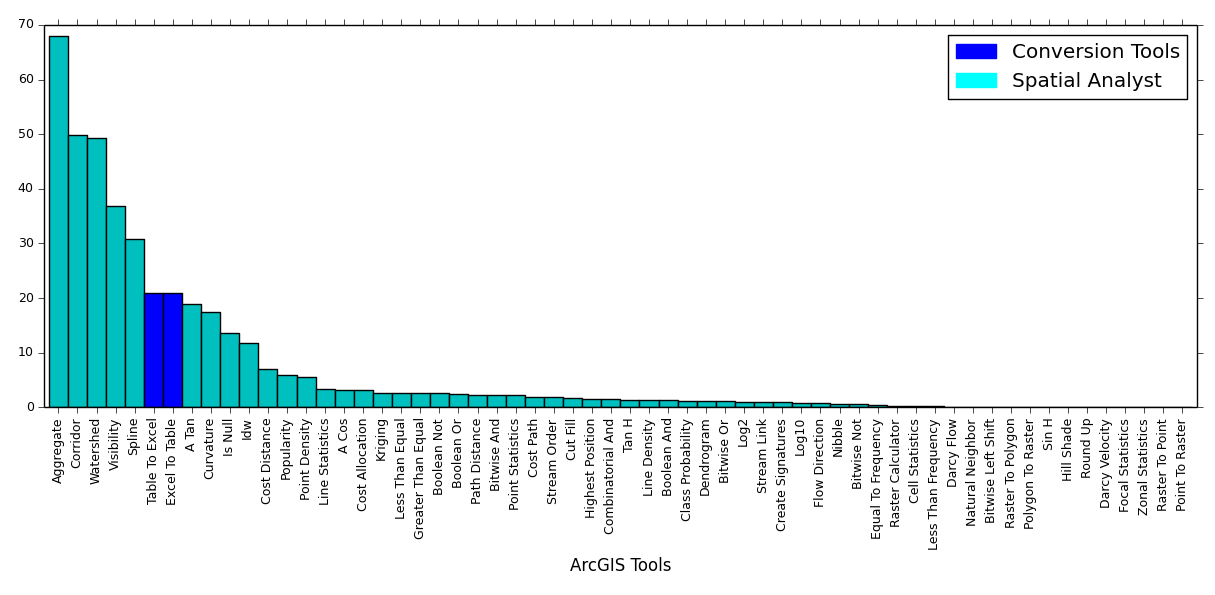 70
60
50
40
30
20
10
0
Conversion Tools
Spatial Analyst
Aggregate
Corridor
Watershed
Visibility
Spline
Table To Excel
Excel To Table
A Tan
Curvature
Is Null
Idw
Cost Distance
Popularity
Point Density
Line Statistics
A Cos
Cost Allocation
Kriging
Less Than Equal
Greater Than Equal
Boolean Not
Boolean Or
Path Distance
Bitwise And
Point Statistics
Cost Path
Stream Order
Cut Fill
Highest Position
Combinatorial And
Tan H
Line Density
Boolean And
Class Probability
Dendrogram
Bitwise Or
Log2
Stream Link
Create Signatures
Log10
Flow Direction
Nibble
Bitwise Not
Equal To Frequency
Raster Calculator
Cell Statistics
Less Than Frequency
Darcy Flow
Natural Neighbor
Bitwise Left Shift
Raster To Polygon
Polygon To Raster
Sin H
Hill Shade
Round Up
Darcy Velocity
Focal Statistics
Zonal Statistics
Raster To Point
Point To Raster
ArcGIS Tools